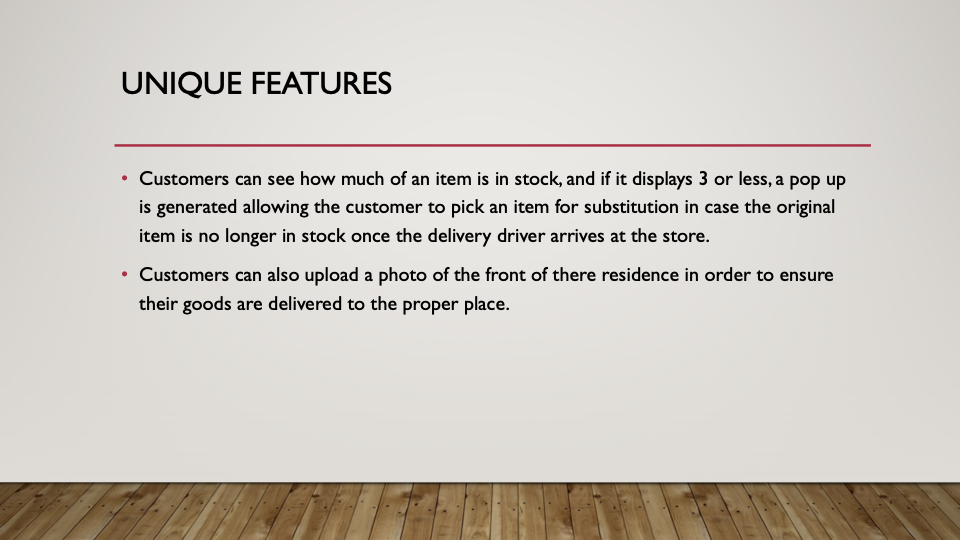 UNIQUE FEATURES
• Customers can see how much of an item is in stock, and if it displays 3 or less, a pop up
is generated allowing the customer to pick an item for substitution in case the original
item is no longer in stock once the delivery driver arrives at the store.
• Customers can also upload a photo of the front of there residence in order to ensure
their goods are delivered to the proper place.